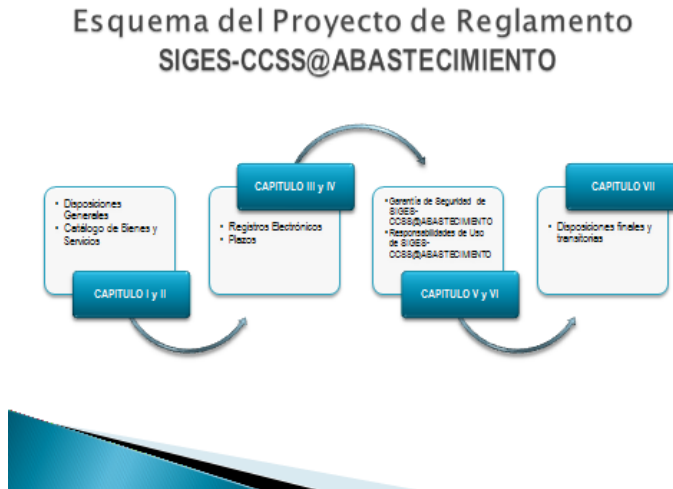 Esquema del Proyecto de Reglamento
SIGES-CCSS@ABASTECIMIENTO
• Disposiciones
Generales
• Catálogo de Bienes y
Servicios
CAPITULO I y II
CAPITULO III y IV
• Registros Electrónicos
• Plazos
•Garantía de Seguridad de
SIGES-
CCSS@ABASTECIMIENTO
•Responsabilidades de Uso
de SIGES-
CCSS@ABASTECIMIENTO
CAPITULO V y VI
CAPITULO VII
• Disposiciones finales y
transitorias